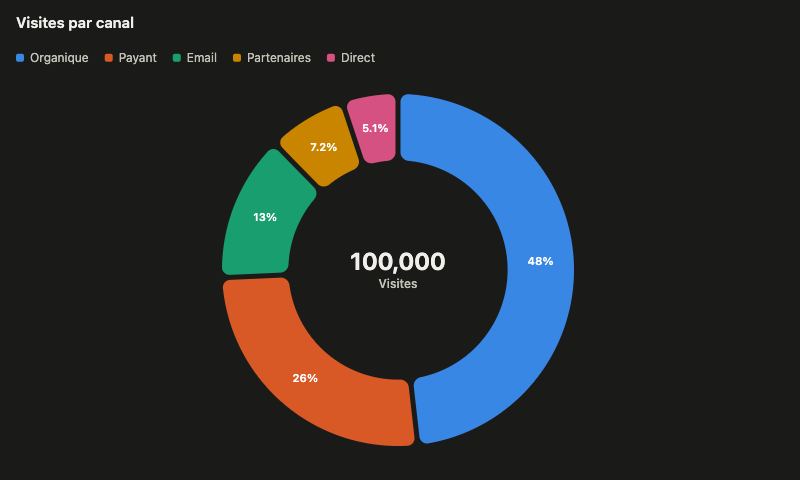 Visites par canal
Organique Payant Email Partenaires Direct
5.1%
7.2%
13%
48%
100,000
Visites
26%